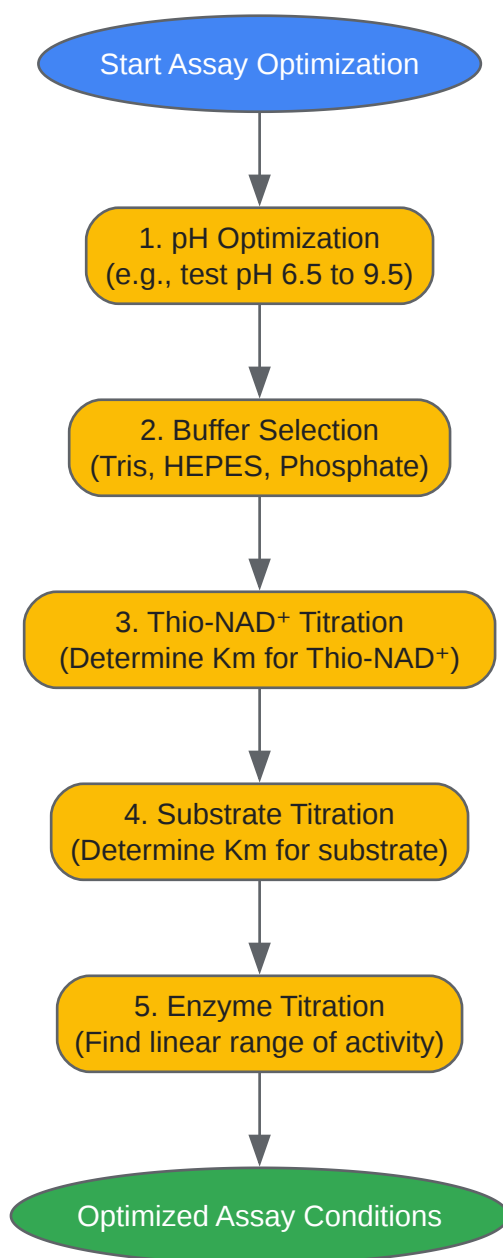 Start Assay Optimization
1. pH Optimization
(e.g., test pH 6.5 to 9.5)
2. Buffer Selection
(Tris, HEPES, Phosphate)
3. Thio-NAD⁺ Titration
(Determine Km for Thio-NAD⁺)
4. Substrate Titration
(Determine Km for substrate)
5. Enzyme Titration
(Find linear range of activity)
Optimized Assay Conditions